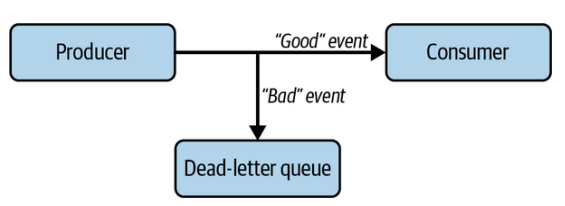 Producer
"Good" event
Consumer
"Bad" event
Dead-letter queue